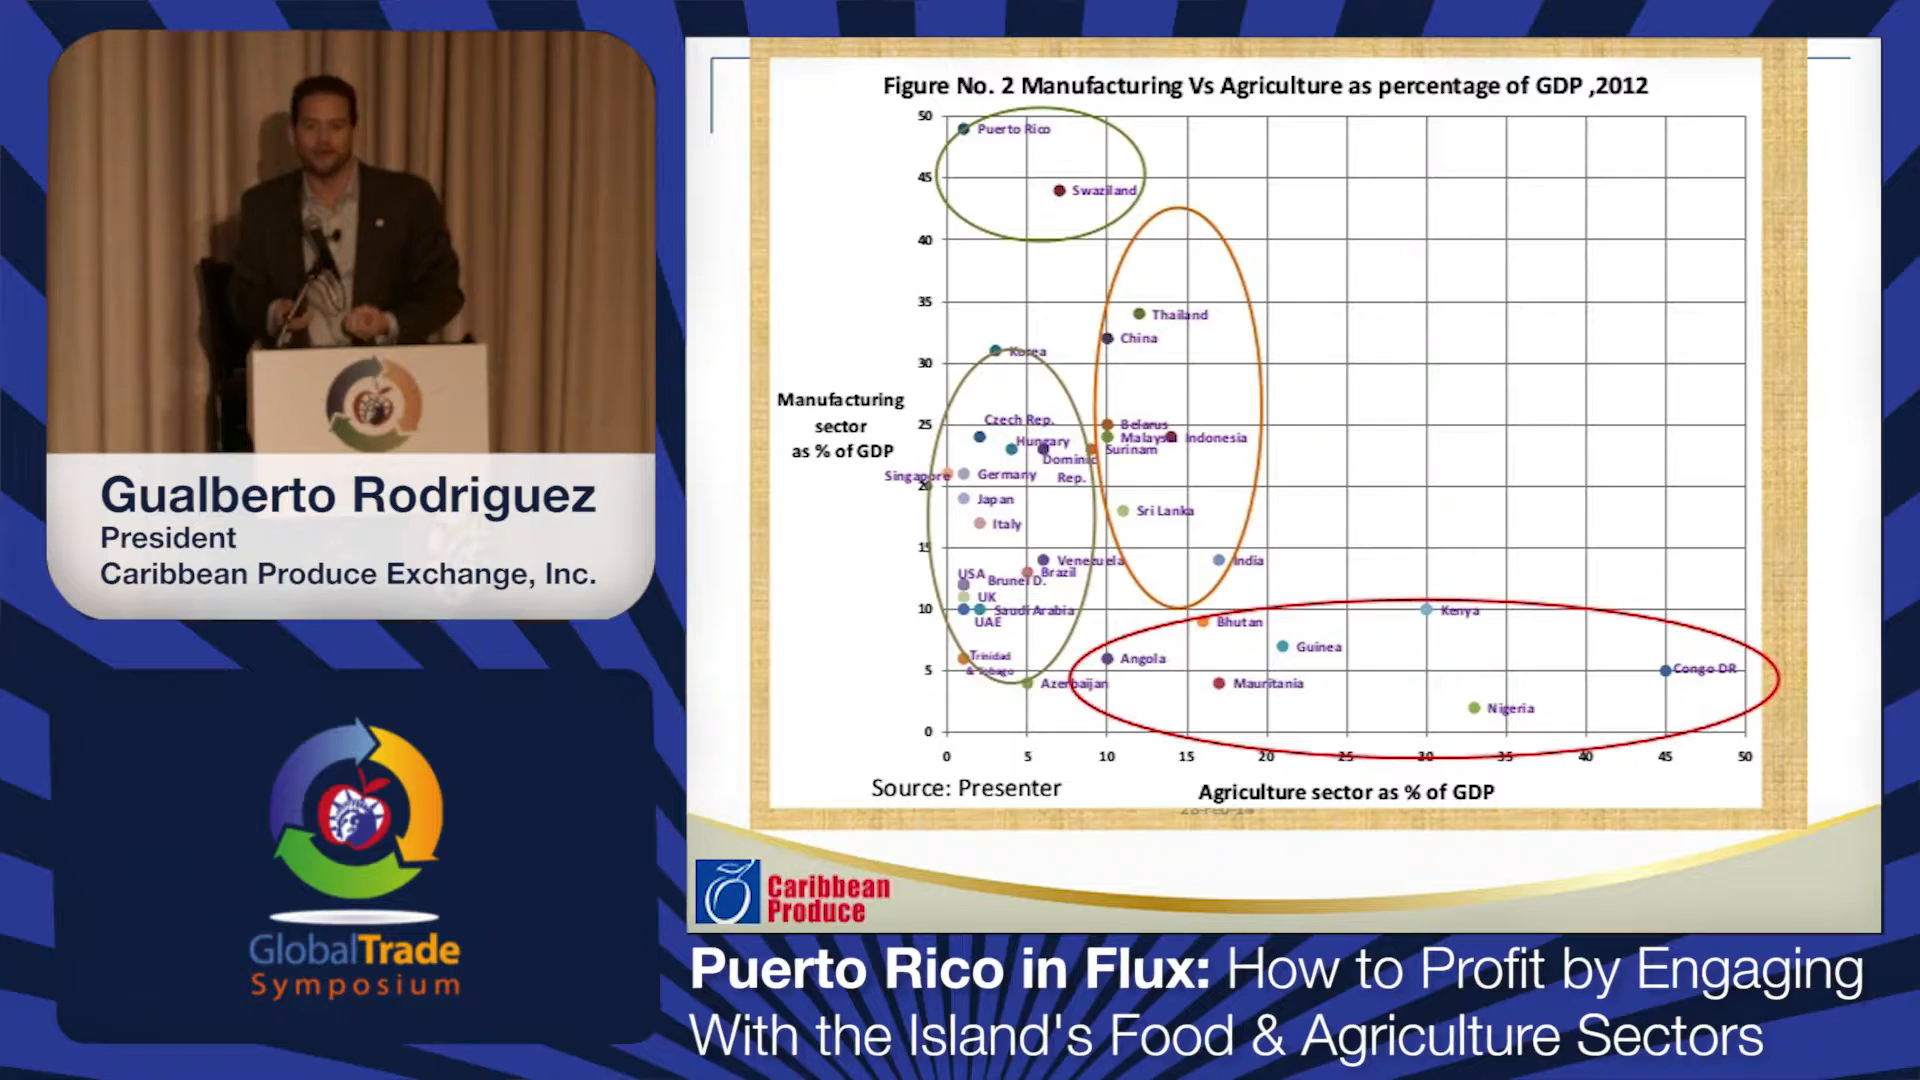 Gualberto Rodriguez
President
Caribbean Produce Exchange, Inc.
GlobalTrade
Symposium
Figure No. 2 Manufacturing Vs Agriculture as percentage of GDP ,2012
Manufacturing
sector
as % of GDP
50
45
40
35
30
25
20
15
10
5
0
Puerto Rico
Swaziland
Thailand
China
Korea
Czech Rep.
Belarus
Hungary
Malaysia
Indonesia
Dominic
Rep.
Surinam
Singapore
Germany
Japan
Sri Lanka
Italy
Venezuela
India
USA
Brunei D.
Brazil
UK
Saudi Arabia
Kenya
UAE
Bhutan
Guinea
Trinidad
& Tobago
Angola
Congo DR
Azerbaijan
Mauritania
Nigeria
0 5 10 15 20 25 30 35 40 45 50
Source: Presenter
Agriculture sector as % of GDP
Caribbean
Produce
Puerto Rico in Flux: How to Profit by Engaging
With the Island's Food & Agriculture Sectors